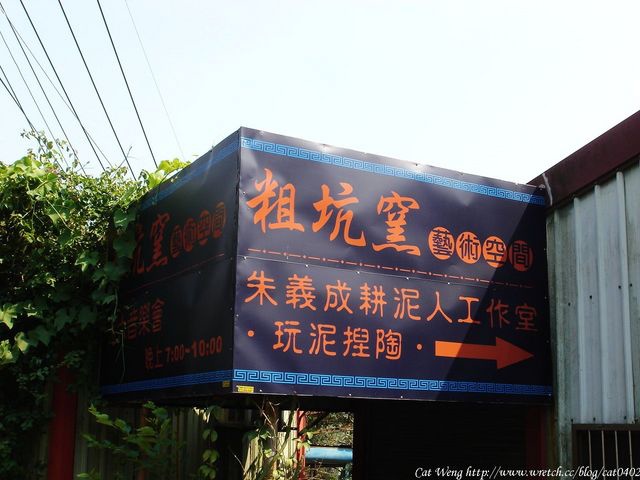 粗坑窯藝術空間
朱義成耕泥人工作室
·玩泥捏陶·
坑窯藝術空間
音樂會
晚上7:00-10:00
Cat Weng http://www.wretch.cc/blog/cat0402